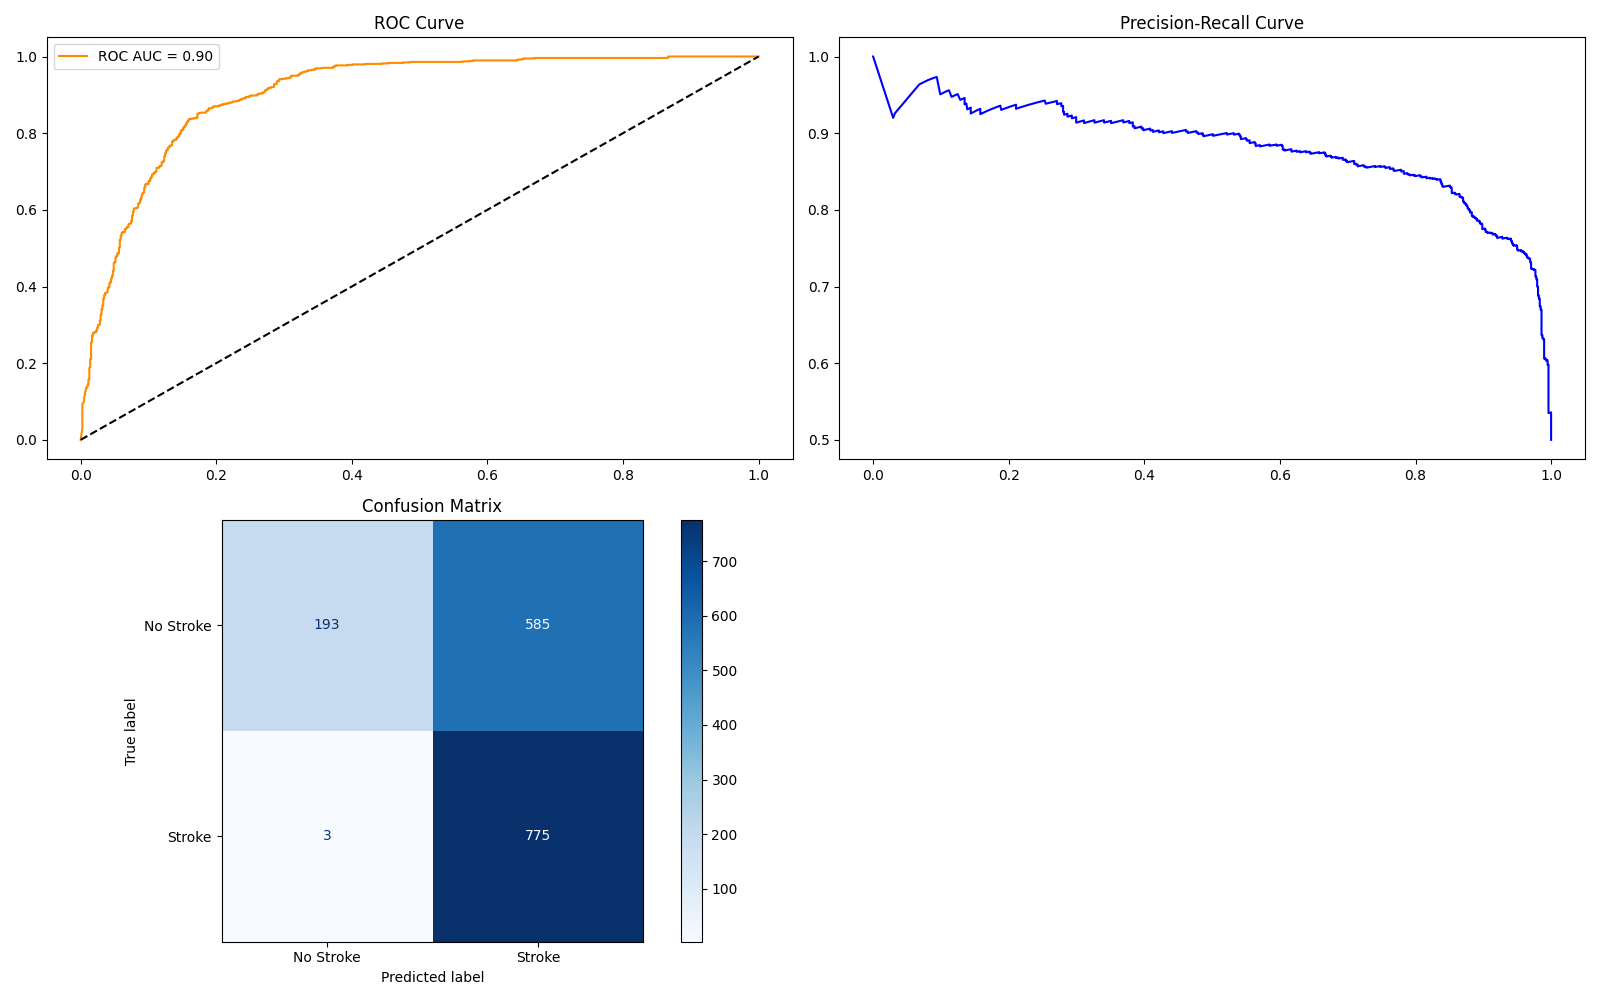 ROC Curve
ROC AUC = 0.90
1.0
0.8
0.6
0.4
0.2
0.0
0.0 0.2 0.4 0.6 0.8 1.0
Precision-Recall Curve
1.0
0.9
0.8
0.7
0.6
0.5
0.0 0.2 0.4 0.6 0.8 1.0
Confusion Matrix
True label
No Stroke
193 585
Stroke
3 775
No Stroke Stroke
Predicted label
700
600
500
400
300
200
100